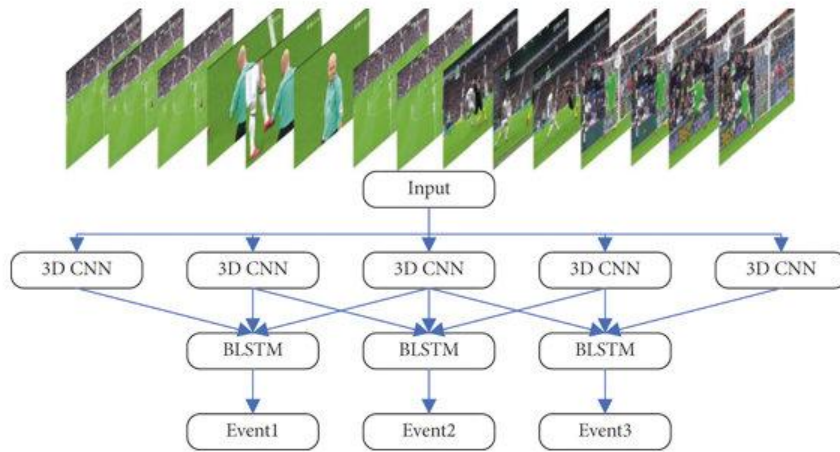 Input
3D CNN 3D CNN 3D CNN 3D CNN 3D CNN
BLSTM BLSTM BLSTM
Event1 Event2 Event3